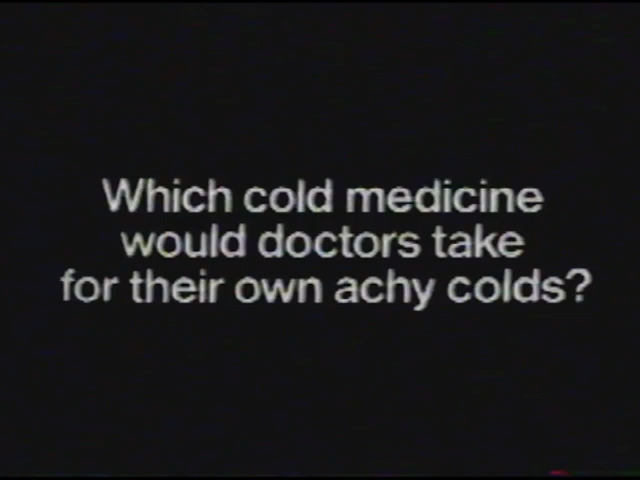 Which cold medicine
would doctors take
for their own achy colds?